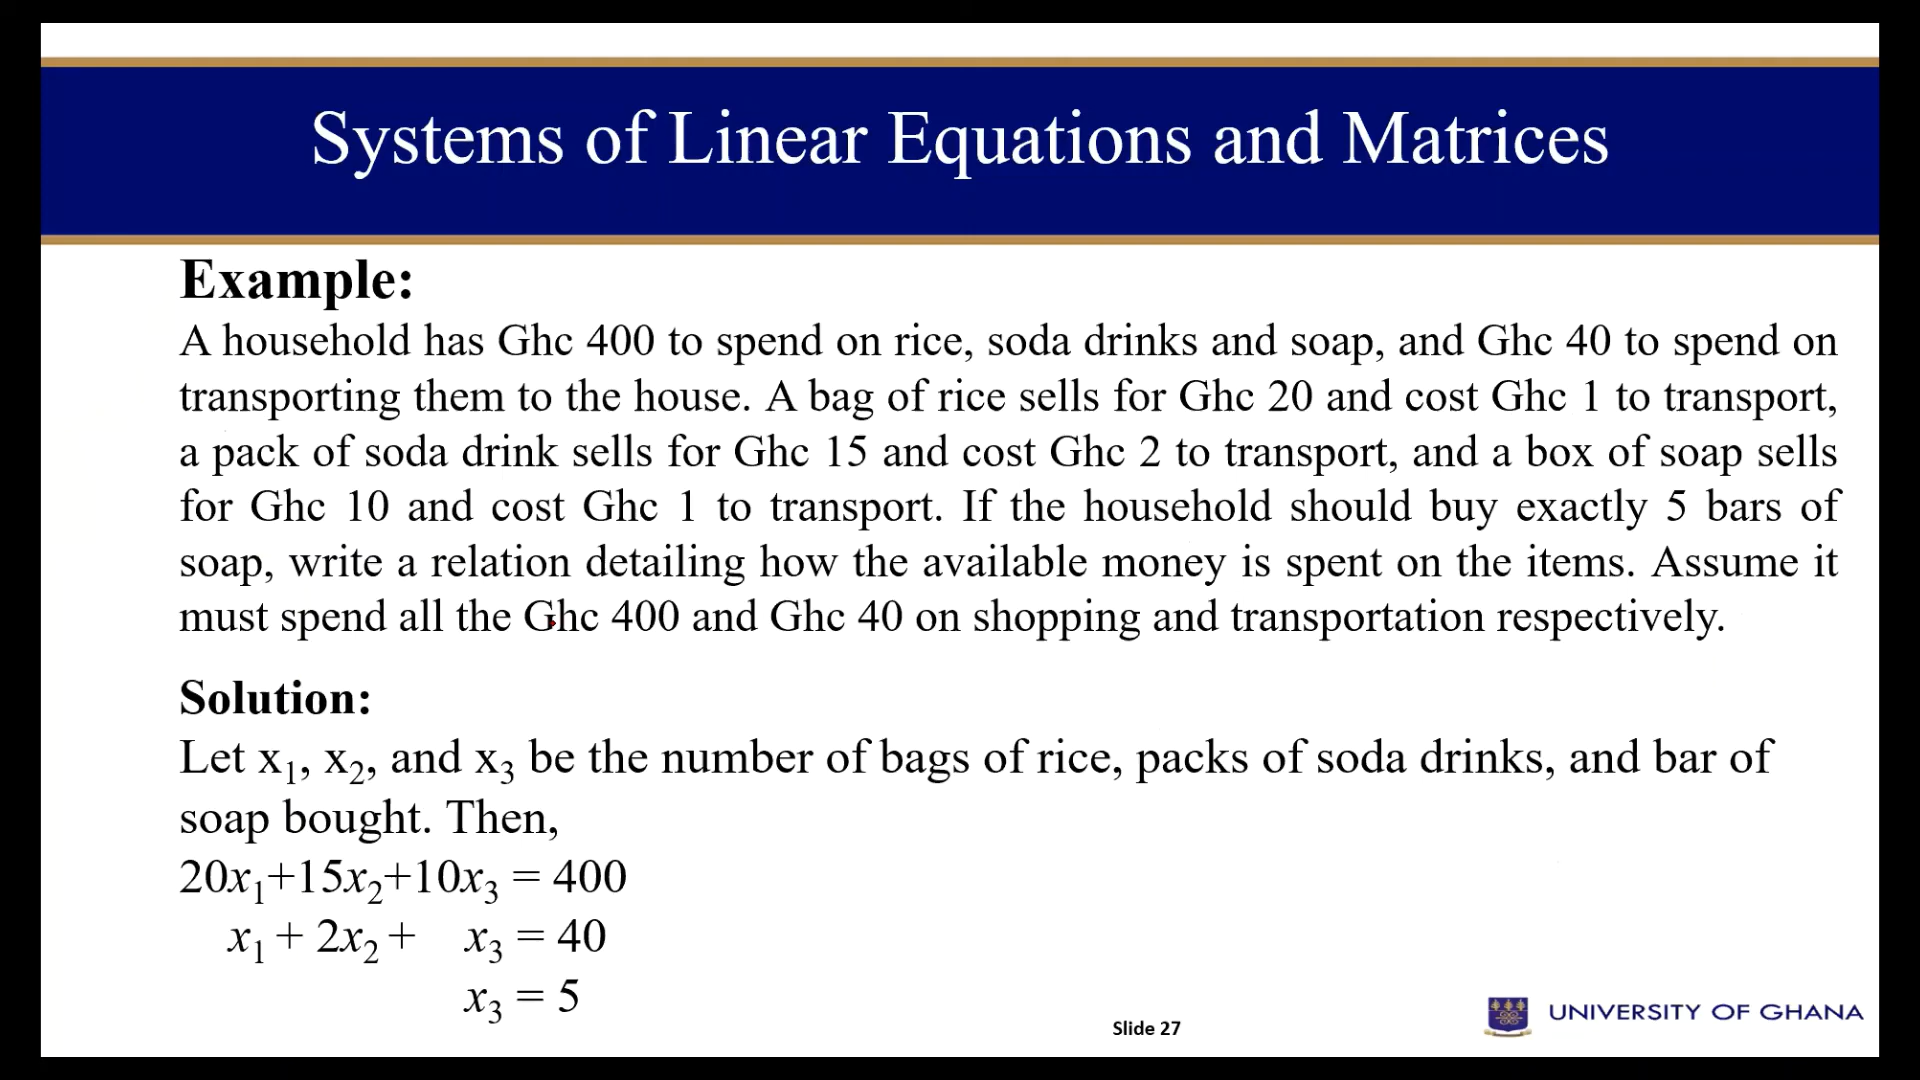 Systems of Linear Equations and Matrices
Example:
A household has Ghc 400 to spend on rice, soda drinks and soap, and Ghc 40 to spend on
transporting them to the house. A bag of rice sells for Ghc 20 and cost Ghc 1 to transport,
a pack of soda drink sells for Ghc 15 and cost Ghc 2 to transport, and a box of soap sells
for Ghc 10 and cost Ghc 1 to transport. If the household should buy exactly 5 bars of
soap, write a relation detailing how the available money is spent on the items. Assume it
must spend all the Ghc 400 and Ghc 40 on shopping and transportation respectively.
Solution:
Let x₁, x₂, and x₃ be the number of bags of rice, packs of soda drinks, and bar of
soap bought. Then,
20x₁+15x₂+10x₃ = 400
x₁ + 2x₂ + x₃ = 40
x₃ = 5
Slide 27
UNIVERSITY OF GHANA